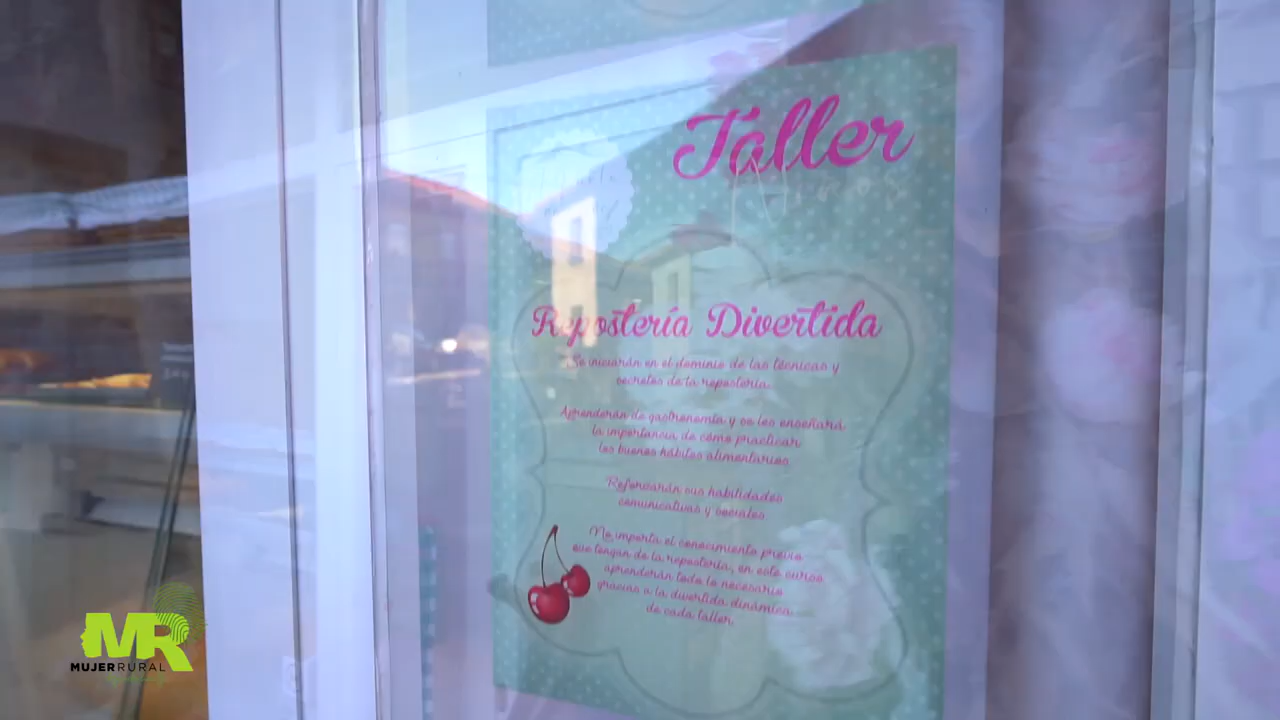 Taller
Niños
Repostería Divertida
Se iniciarán en el dominio de las técnicas y
secretos de la repostería.
Aprenderán de gastronomía y se les enseñará
la importancia de cómo practicar
los buenos hábitos alimentarios
Reforzarán sus habilidades
comunicativas y sociales
No importa el conocimiento previo
que tengan de la repostería, en este curso
aprenderán todo lo necesario
gracias a la divertida dinámica
de cada taller.
MR
MUJERRURAL